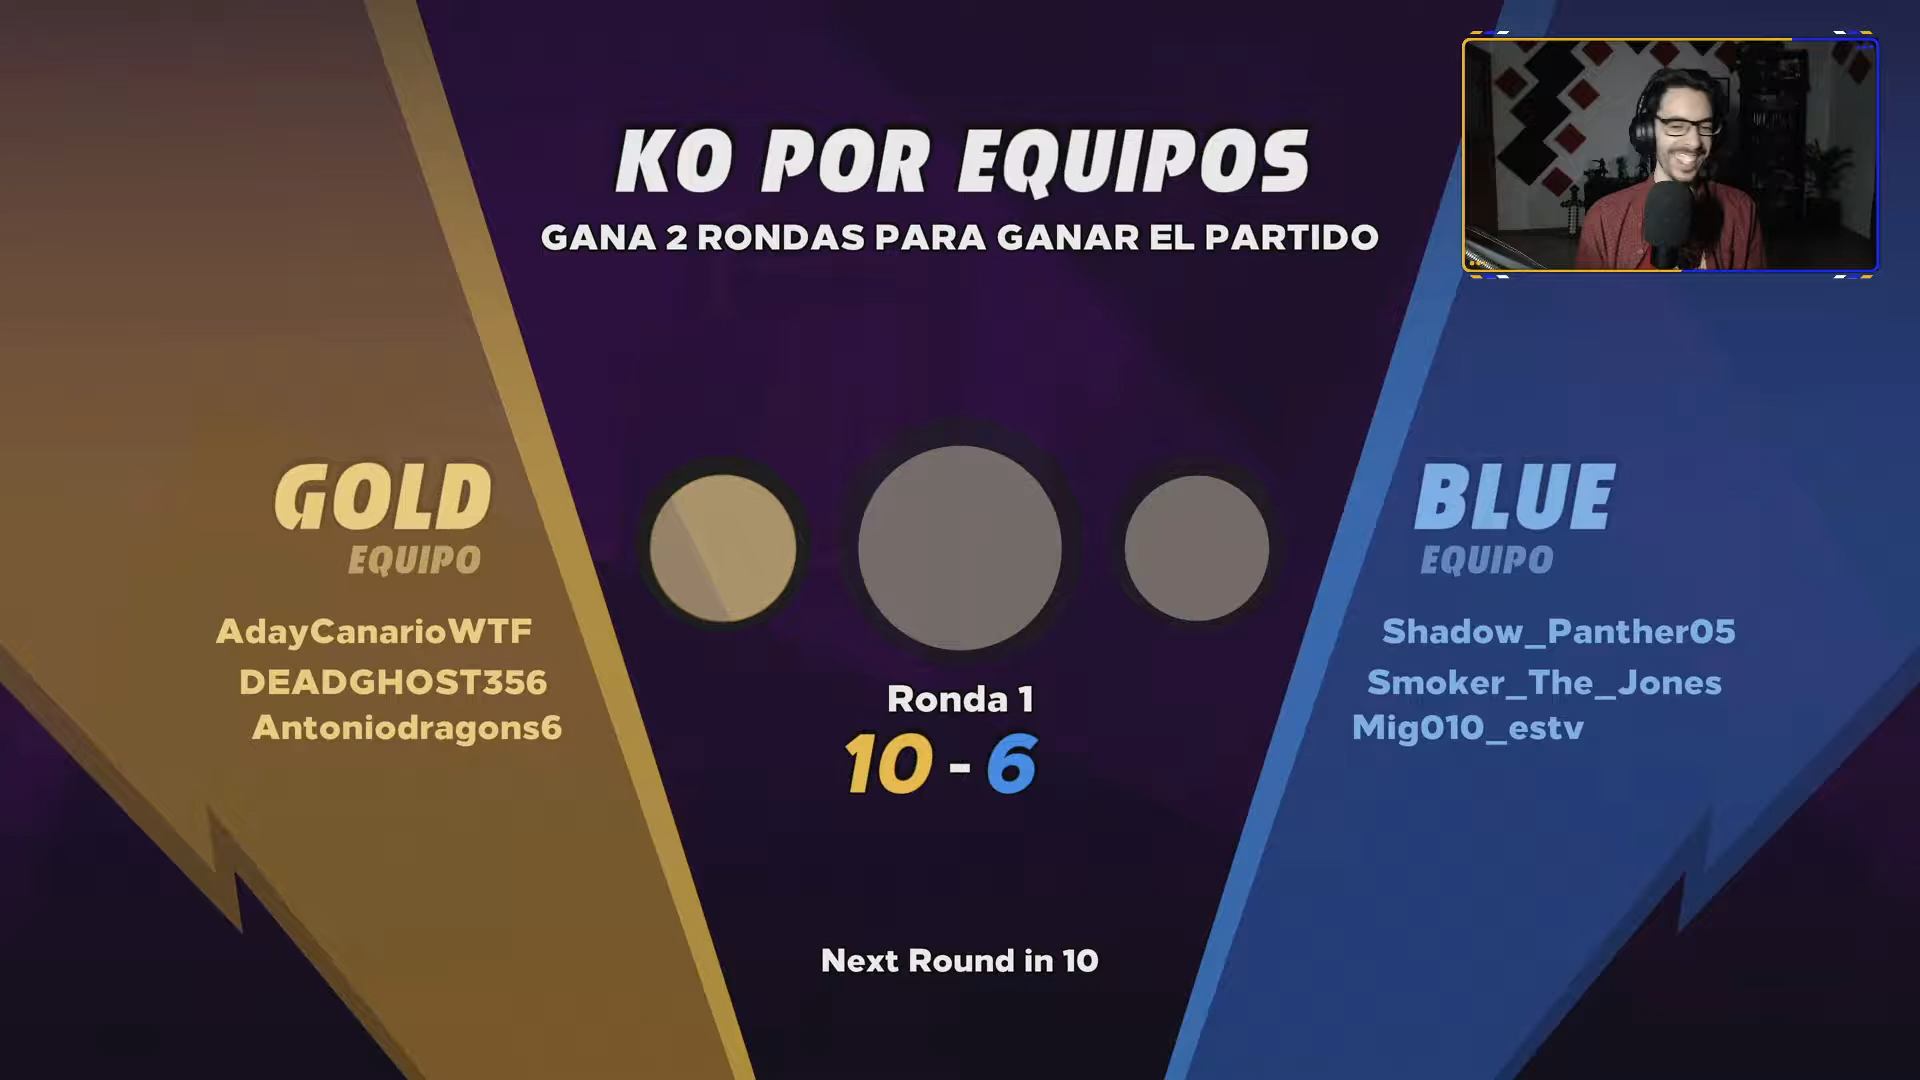 KO POR EQUIPOS
GANA 2 RONDAS PARA GANAR EL PARTIDO
GOLD
EQUIPO
AdayCanarioWTF
DEADGHOST356
Antoniodragons6
BLUE
EQUIPO
Shadow_Panther05
Smoker_The_Jones
Mig010_estv
Ronda 1
10 - 6
Next Round in 10